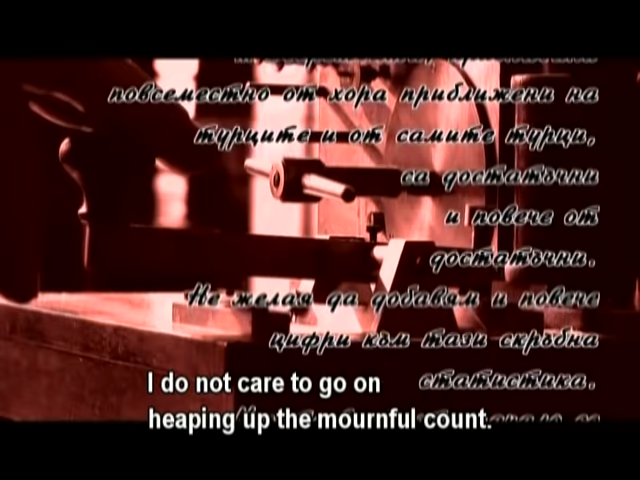 повсеместно от хора приближени на
турците и от самите турци,
са достатъчни
и повече от
достатъчни.
Не желая да добавям и повече
цифри към тази скръбна
I do not care to go on
статистика.
heaping up the mournful count.